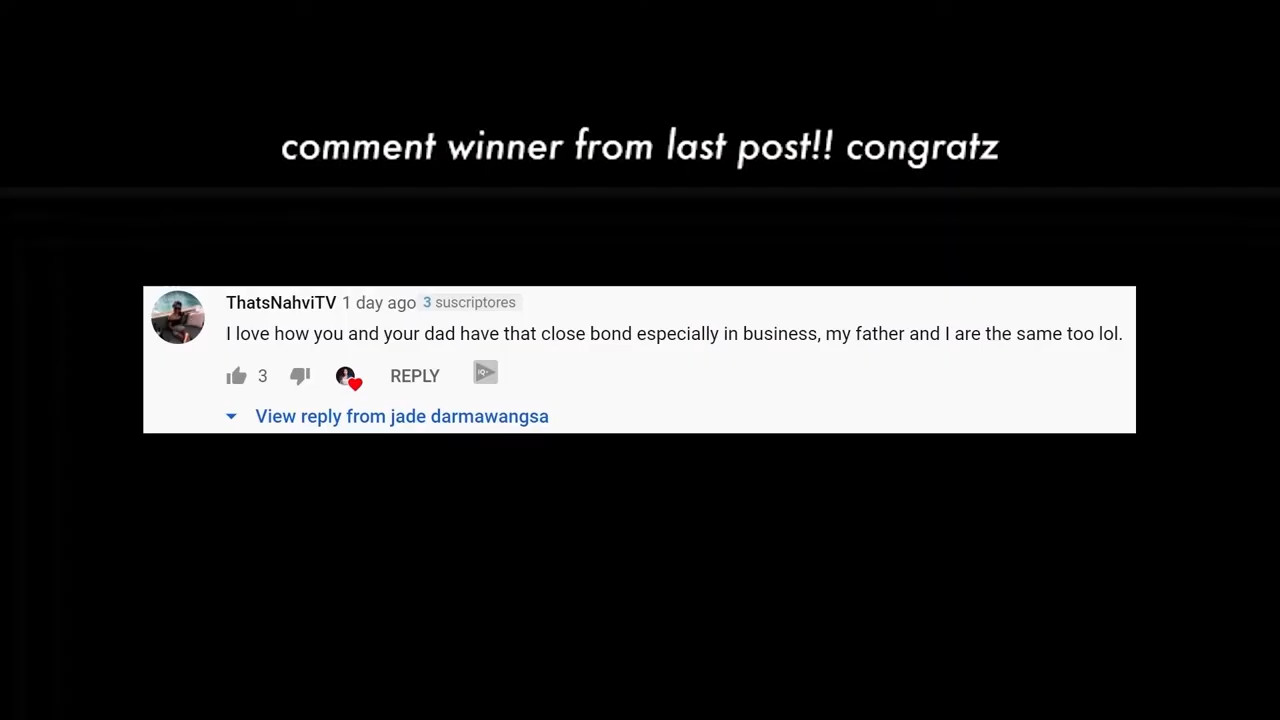 comment winner from last post!! congratz
ThatsNahviTV 1 day ago 3 suscriptores
I love how you and your dad have that close bond especially in business, my father and I are the same too lol.
3 REPLY IQ
View reply from jade darmawangsa